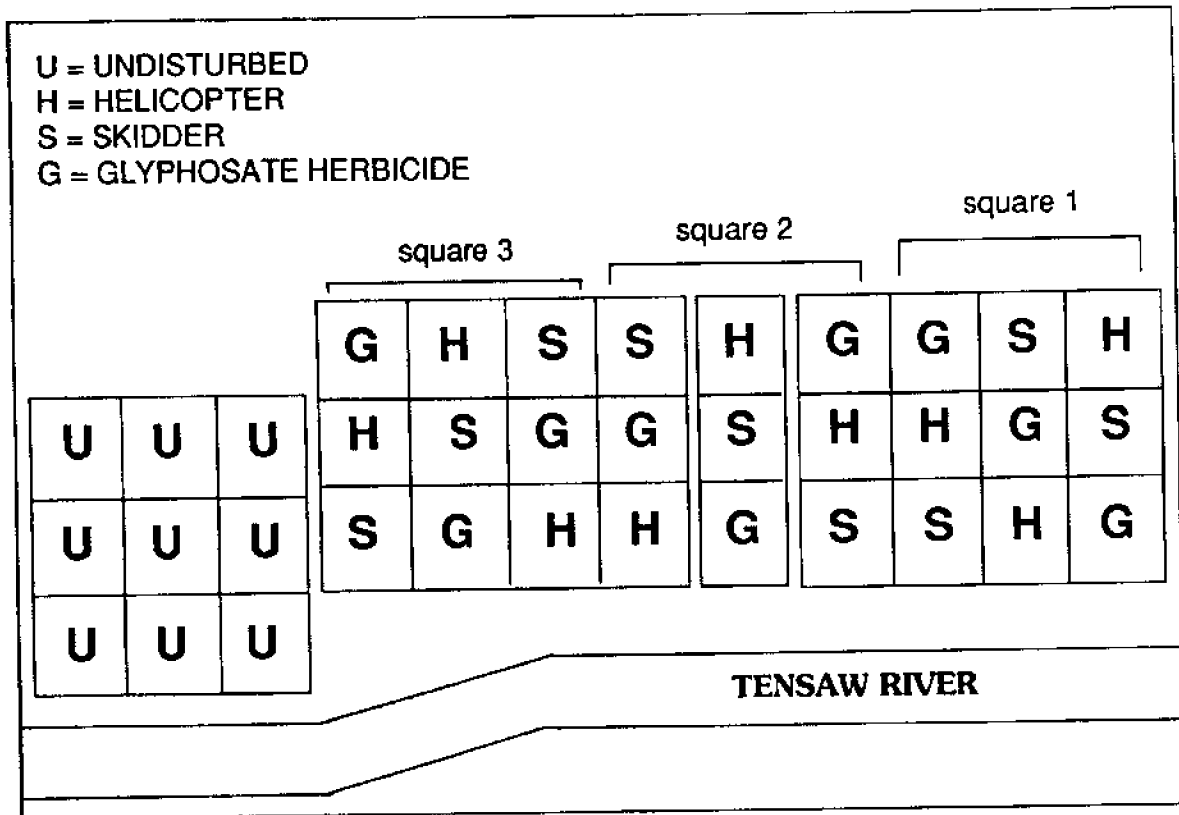 U = UNDISTURBED
H = HELICOPTER
S = SKIDDER
G = GLYPHOSATE HERBICIDE
square 3 square 2 square 1
G H S S H G G S H
U U U H S G G S H H G S
U U U S G H H G S S H G
U U U
TENSAW RIVER